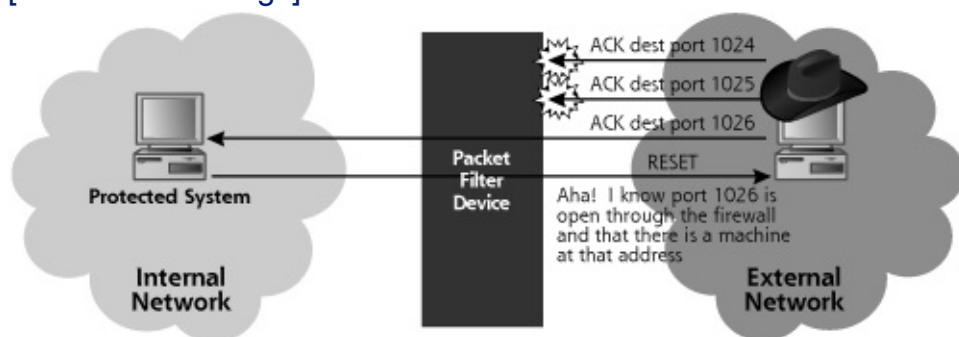 ACK dest port 1024
ACK dest port 1025
ACK dest port 1026
RESET
Packet
Filter
Device
Protected System
Aha! I know port 1026 is
open through the firewall
and that there is a machine
at that address
Internal
Network
External
Network